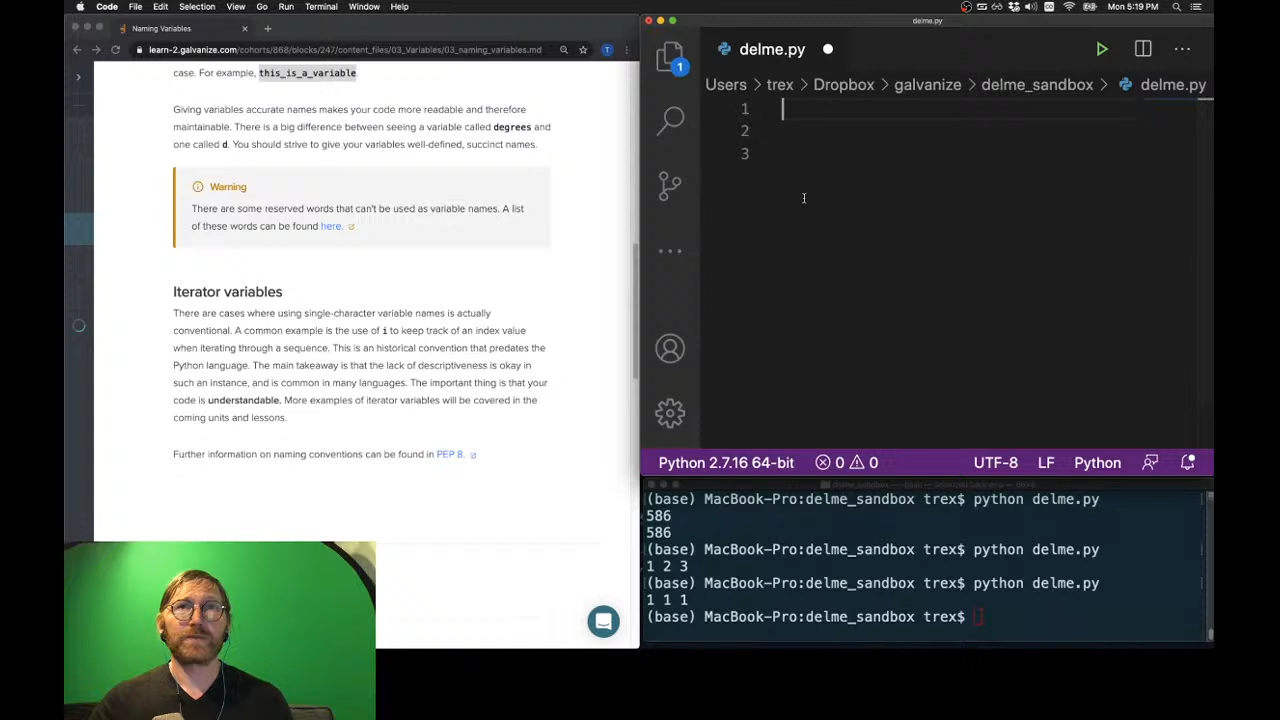 Code File Edit Selection View Go Run Terminal Window Help
Mon 5:19 PM
Naming Variables
learn-2.galvanize.com/cohorts/868/blocks/247/content_files/03_Variables/03_naming_variables.md
T
case. For example, this_is_a_variable.
Giving variables accurate names makes your code more readable and therefore
maintainable. There is a big difference between seeing a variable called degrees and
one called d. You should strive to give your variables well-defined, succinct names.
Warning
There are some reserved words that can't be used as variable names. A list
of these words can be found here.
Iterator variables
There are cases where using single-character variable names is actually
conventional. A common example is the use of i to keep track of an index value
when iterating through a sequence. This is an historical convention that predates the
Python language. The main takeaway is that the lack of descriptiveness is okay in
such an instance, and is common in many languages. The important thing is that your
code is understandable. More examples of iterator variables will be covered in the
coming units and lessons.
Further information on naming conventions can be found in PEP 8.
delme.py
delme.py
1
Users > trex > Dropbox > galvanize > delme_sandbox > delme.py
1
2
3
Python 2.7.16 64-bit 0 0 UTF-8 LF Python
(base) MacBook-Pro:delme_sandbox trex$ python delme.py
586
586
(base) MacBook-Pro:delme_sandbox trex$ python delme.py
1 2 3
(base) MacBook-Pro:delme_sandbox trex$ python delme.py
1 1 1
(base) MacBook-Pro:delme_sandbox trex$